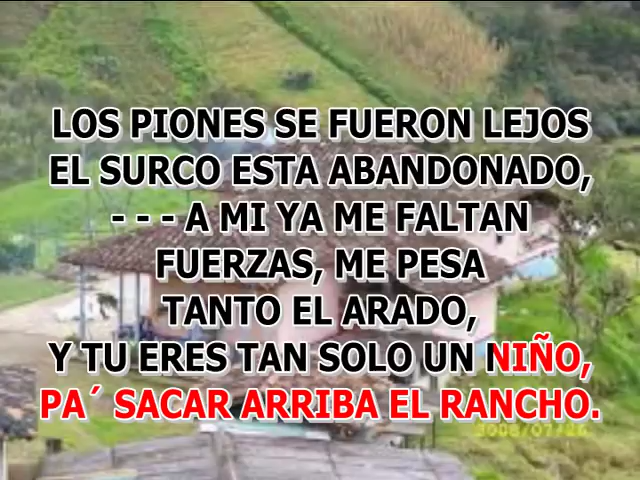 LOS PIONES SE FUERON LEJOS
EL SURCO ESTA ABANDONADO,
- - - A MI YA ME FALTAN
FUERZAS, ME PESA
TANTO EL ARADO,
Y TU ERES TAN SOLO UN NIÑO,
PA´ SACAR ARRIBA EL RANCHO.